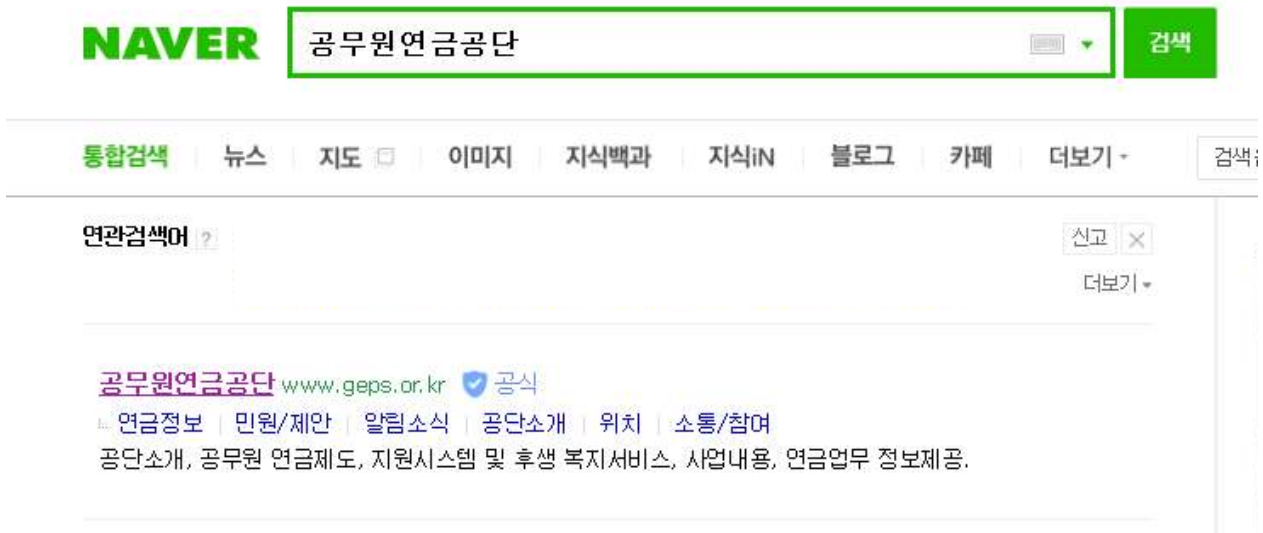 NAVER 공무원연금공단 검색
통합검색 뉴스 지도 이미지 지식백과 지식iN 블로그 카페 더보기 검색
연관검색어 ? 신고
더보기
공무원연금공단 www.geps.or.kr 공식
연금정보 민원/제안 알림소식 공단소개 위치 소통/참여
공단소개, 공무원 연금제도, 지원시스템 및 후생 복지서비스, 사업내용, 연금업무 정보제공.